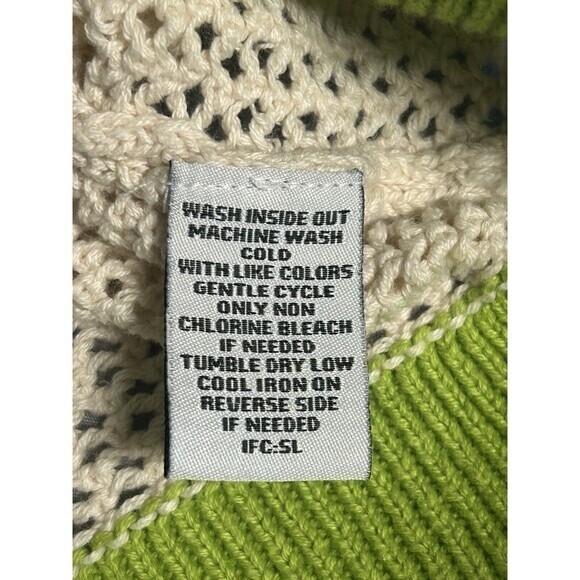 WASH INSIDE OUT
MACHINE WASH
COLD
WITH LIKE COLORS
GENTLE CYCLE
ONLY NON
CHLORINE BLEACH
IF NEEDED
TUMBLE DRY LOW
COOL IRON ON
REVERSE SIDE
IF NEEDED
IFC:SL